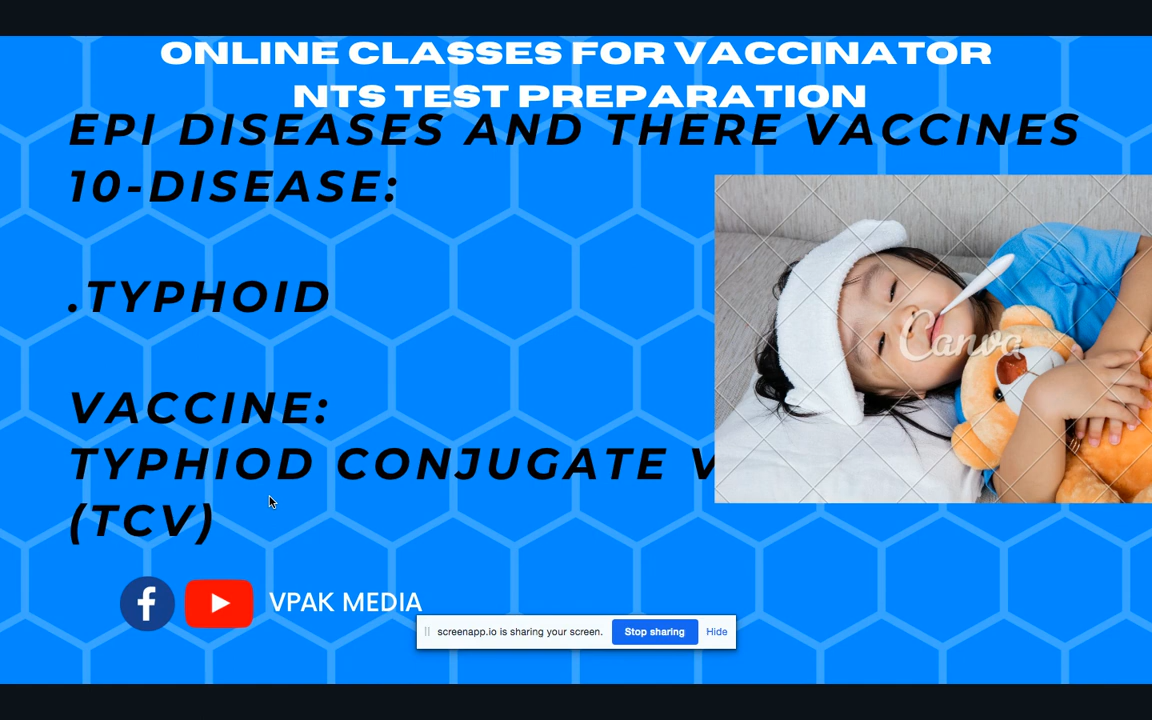 ONLINE CLASSES FOR VACCINATOR
NTS TEST PREPARATION
EPI DISEASES AND THERE VACCINES
10-DISEASE:
.TYPHOID
VACCINE:
TYPHIOD CONJUGATE
(TCV)
Canva
VPAK MEDIA
screenapp.io is sharing your screen. Stop sharing Hide